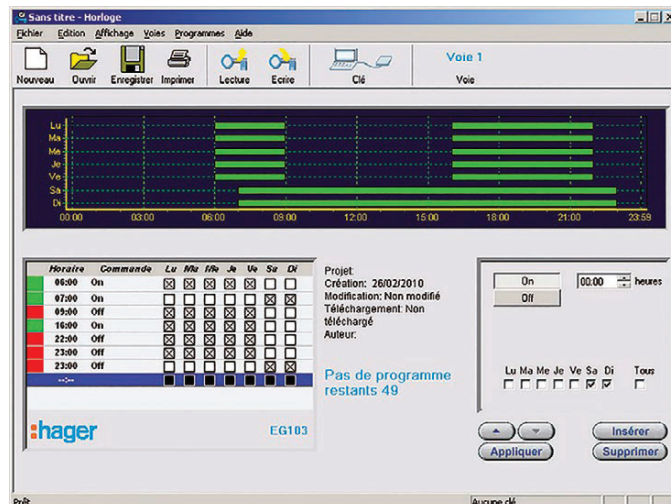 Sans titre - Horloge
Fichier Edition Affichage Voies Programmes Aide
Nouveau Ouvrir Enregistrer Imprimer Lecture Ecrire Clé Voie 1 Voie
Lu
Ma
Me
Je
Ve
Sa
Di
00:00 03:00 06:00 09:00 12:00 15:00 18:00 21:00 23:59
Horaire Commande Lu Ma Me Je Ve Sa Di
06:00 On
07:00 On
09:00 Off
16:00 On
22:00 Off
23:00 Off
23:00 Off
--:--
:hager EG103
Projet:
Création: 26/02/2010
Modification: Non modifié
Téléchargement: Non
téléchargé
Auteur:
Pas de programme
restants 49
On 00:00 heures
Off
Lu Ma Me Je Ve Sa Di Tous
Insérer
Appliquer Supprimer
Prêt Aucune clé